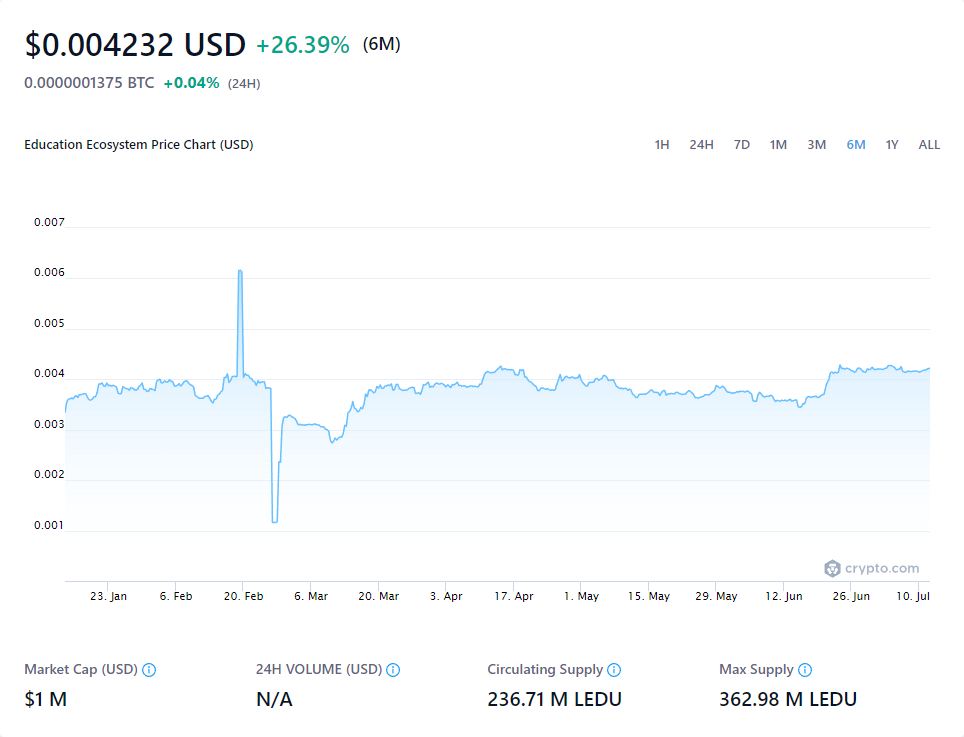 $0.004232 USD +26.39% (6M)
0.0000001375 BTC +0.04% (24H)
Education Ecosystem Price Chart (USD) 1H 24H 7D 1M 3M 6M 1Y ALL
0.007
0.006
0.005
0.004
0.003
0.002
0.001
crypto.com
23. Jan 6. Feb 20. Feb 6. Mar 20. Mar 3. Apr 17. Apr 1. May 15. May 29. May 12. Jun 26. Jun 10. Jul
Market Cap (USD) 24H VOLUME (USD) Circulating Supply Max Supply
$1 M N/A 236.71 M LEDU 362.98 M LEDU